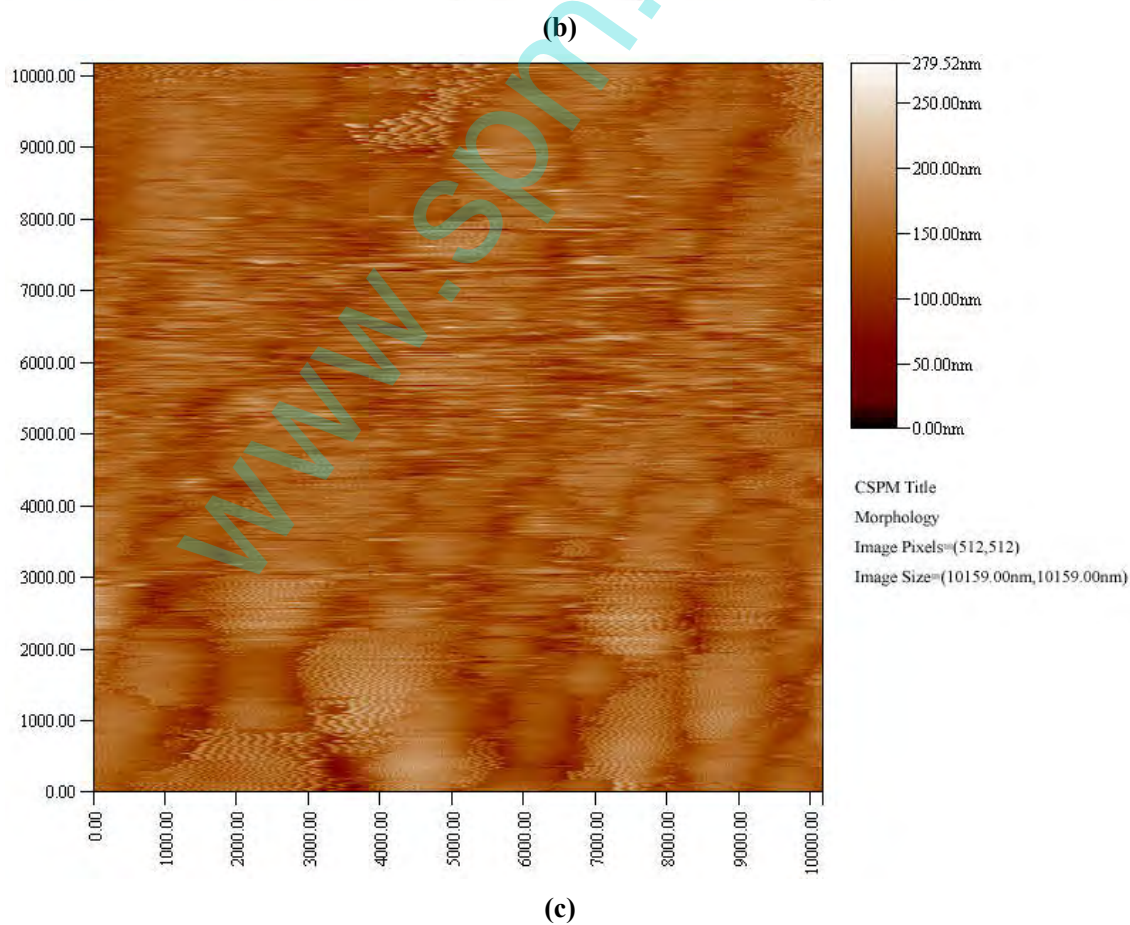 (b)
10000.00
9000.00
8000.00
7000.00
6000.00
5000.00
4000.00
3000.00
2000.00
1000.00
0.00
0.00
1000.00
2000.00
3000.00
4000.00
5000.00
6000.00
7000.00
8000.00
9000.00
10000.00
279.52nm
250.00nm
200.00nm
150.00nm
100.00nm
50.00nm
0.00nm
CSPM Title
Morphology
Image Pixels=(512,512)
Image Size=(10159.00nm,10159.00nm)
www.spm.
(c)